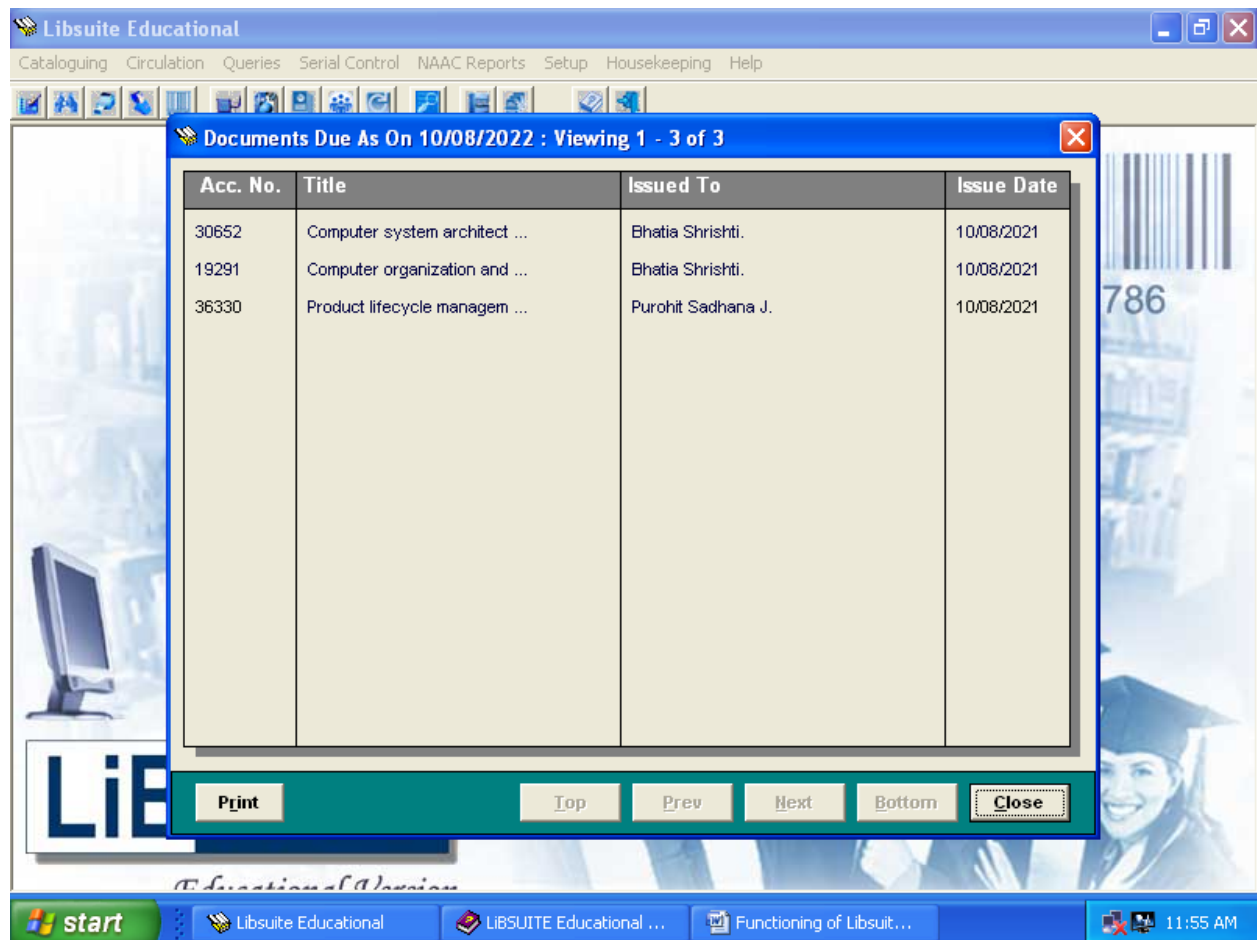 Libsuite Educational
Cataloguing Circulation Queries Serial Control NAAC Reports Setup Housekeeping Help
Documents Due As On 10/08/2022 : Viewing 1 - 3 of 3
Acc. No. Title Issued To Issue Date
30652 Computer system architect ... Bhatia Shrishti. 10/08/2021
19291 Computer organization and ... Bhatia Shrishti. 10/08/2021
36330 Product lifecycle managem ... Purohit Sadhana J. 10/08/2021
786
Print Top Prev Next Bottom Close
LiB
Educational Version
start Libsuite Educational LiBSUITE Educational ... Functioning of Libsuit... 11:55 AM